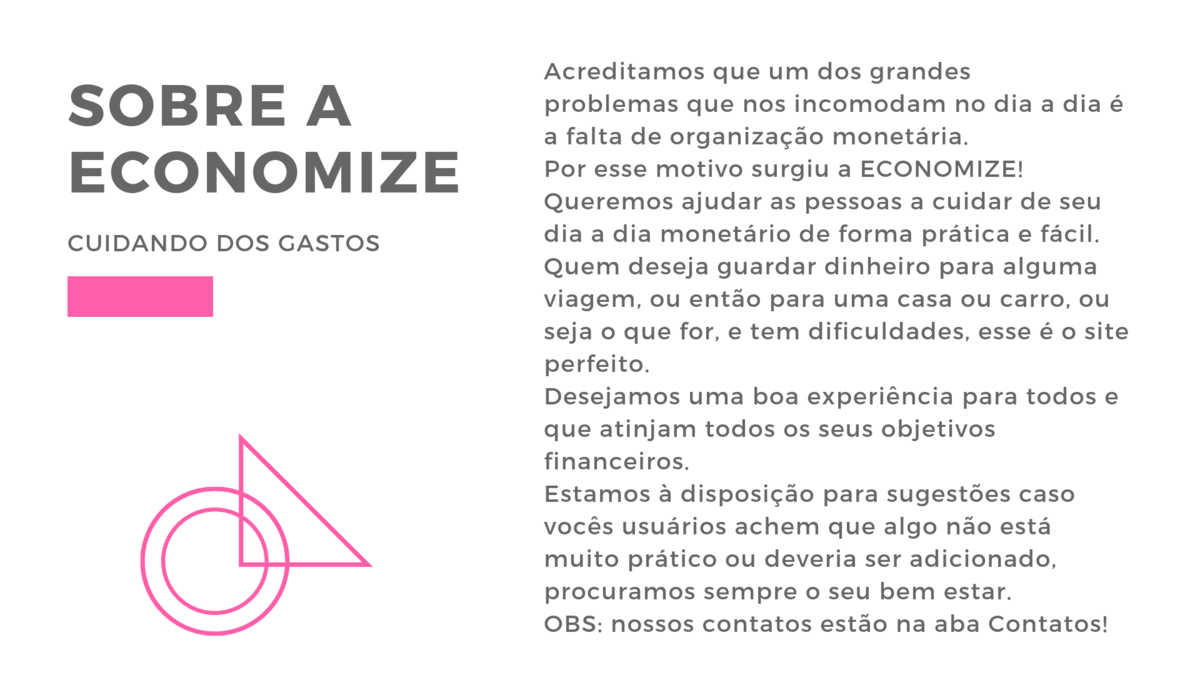 SOBRE A
ECONOMIZE
CUIDANDO DOS GASTOS
Acreditamos que um dos grandes
problemas que nos incomodam no dia a dia é
a falta de organização monetária.
Por esse motivo surgiu a ECONOMIZE!
Queremos ajudar as pessoas a cuidar de seu
dia a dia monetário de forma prática e fácil.
Quem deseja guardar dinheiro para alguma
viagem, ou então para uma casa ou carro, ou
seja o que for, e tem dificuldades, esse é o site
perfeito.
Desejamos uma boa experiência para todos e
que atinjam todos os seus objetivos
financeiros.
Estamos à disposição para sugestões caso
vocês usuários achem que algo não está
muito prático ou deveria ser adicionado,
procuramos sempre o seu bem estar.
OBS: nossos contatos estão na aba Contatos!